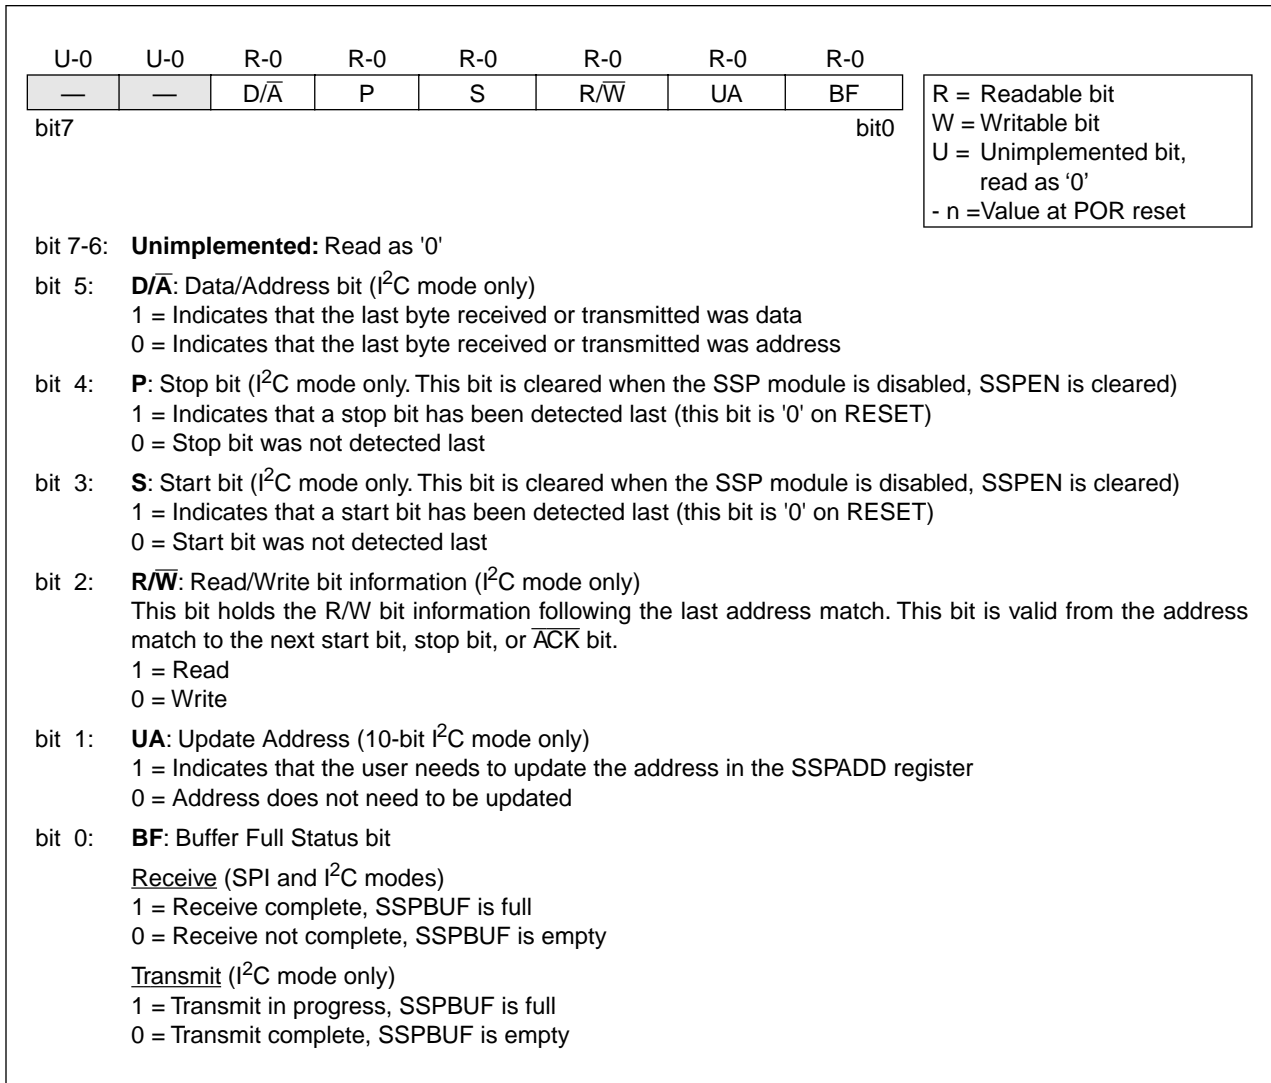 U-0 U-0 R-0 R-0 R-0 R-0 R-0 R-0
— — D/A̅ P S R/W̅ UA BF
bit7 bit0
R = Readable bit
W = Writable bit
U = Unimplemented bit,
read as ‘0’
- n =Value at POR reset
bit 7-6: Unimplemented: Read as '0'
bit 5: D/A̅: Data/Address bit (I²C mode only)
1 = Indicates that the last byte received or transmitted was data
0 = Indicates that the last byte received or transmitted was address
bit 4: P: Stop bit (I²C mode only. This bit is cleared when the SSP module is disabled, SSPEN is cleared)
1 = Indicates that a stop bit has been detected last (this bit is '0' on RESET)
0 = Stop bit was not detected last
bit 3: S: Start bit (I²C mode only. This bit is cleared when the SSP module is disabled, SSPEN is cleared)
1 = Indicates that a start bit has been detected last (this bit is '0' on RESET)
0 = Start bit was not detected last
bit 2: R/W̅: Read/Write bit information (I²C mode only)
This bit holds the R/W bit information following the last address match. This bit is valid from the address
match to the next start bit, stop bit, or A̅C̅K̅ bit.
1 = Read
0 = Write
bit 1: UA: Update Address (10-bit I²C mode only)
1 = Indicates that the user needs to update the address in the SSPADD register
0 = Address does not need to be updated
bit 0: BF: Buffer Full Status bit
Receive (SPI and I²C modes)
1 = Receive complete, SSPBUF is full
0 = Receive not complete, SSPBUF is empty
Transmit (I²C mode only)
1 = Transmit in progress, SSPBUF is full
0 = Transmit complete, SSPBUF is empty